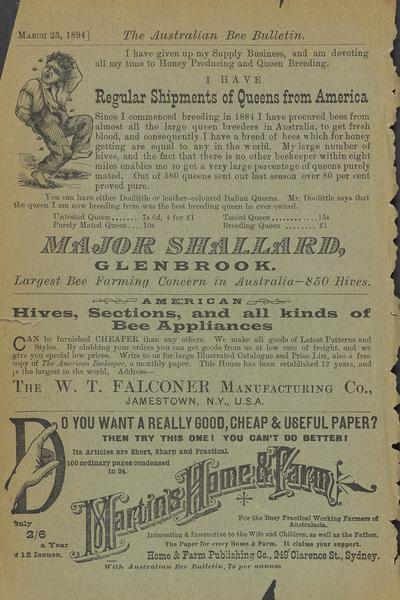 March 23, 1894]
The Australian Bee Bulletin.
I have given up my Supply Business, and am devoting
all my time to Honey Producing and Queen Breeding.
I HAVE
Regular Shipments of Queens from America
Since I commenced breeding in 1884 I have procured bees from
almost all the large queen breeders in Australia, to get fresh
blood, and consequently I have a breed of bees which for honey
getting are equal to any in the world. My large number of
hives, and the fact that there is no other beekeeper within eight
miles enables me to get a very large percentage of queens purely
mated. Out of 580 queens sent out last season over 80 per cent
proved pure.
You can have either Doolittle or leather-coloured Italian Queens. Mr. Doolittle says that
the queen I am now breeding from was the best breeding queen he ever owned.
Untested Queen....... 7s 6d, 4 for £1 Tested Queen .......... 15s
Purely Mated Queen....10s Breeding Queen ........ £1
MAJOR SHALLARD,
GLENBROOK.
Largest Bee Farming Concern in Australia—850 Hives.
AMERICAN
Hives, Sections, and all kinds of
Bee Appliances
CAN be furnished CHEAPER than any others. We make all goods of Latest Patterns and
Styles. By clubbing your orders you can get goods from us at low rate of freight. and we
give you special low prices. Write to us for large Illustrated Catalogue and Price List, also a free
copy of The American Beekeeper, a monthly paper. This House has been established 12 years, and
is the largest in the world. Address—
THE W. T. FALCONER MANUFACTURING CO.,
JAMESTOWN, N.Y., U.S.A.
DO YOU WANT A REALLY GOOD, CHEAP & USEFUL PAPER?
THEN TRY THIS ONE! YOU CAN'T DO BETTER!
Its Articles are Short, Sharp and Practical.
100 ordinary pages condensed
in 24.
Martin's Home & Farm
Only
2/6
a Year
of 12 Issues.
For the Busy Practical Working Farmers of
Australasia.
Interesting & Instructive to the Wife and Children, as well as the Father.
The Paper for every Home & Farm. It claims your support.
Home & Farm Publishing Co., 249 Clarence St., Sydney.
With Australian Bee Bulletin, 7s per annum